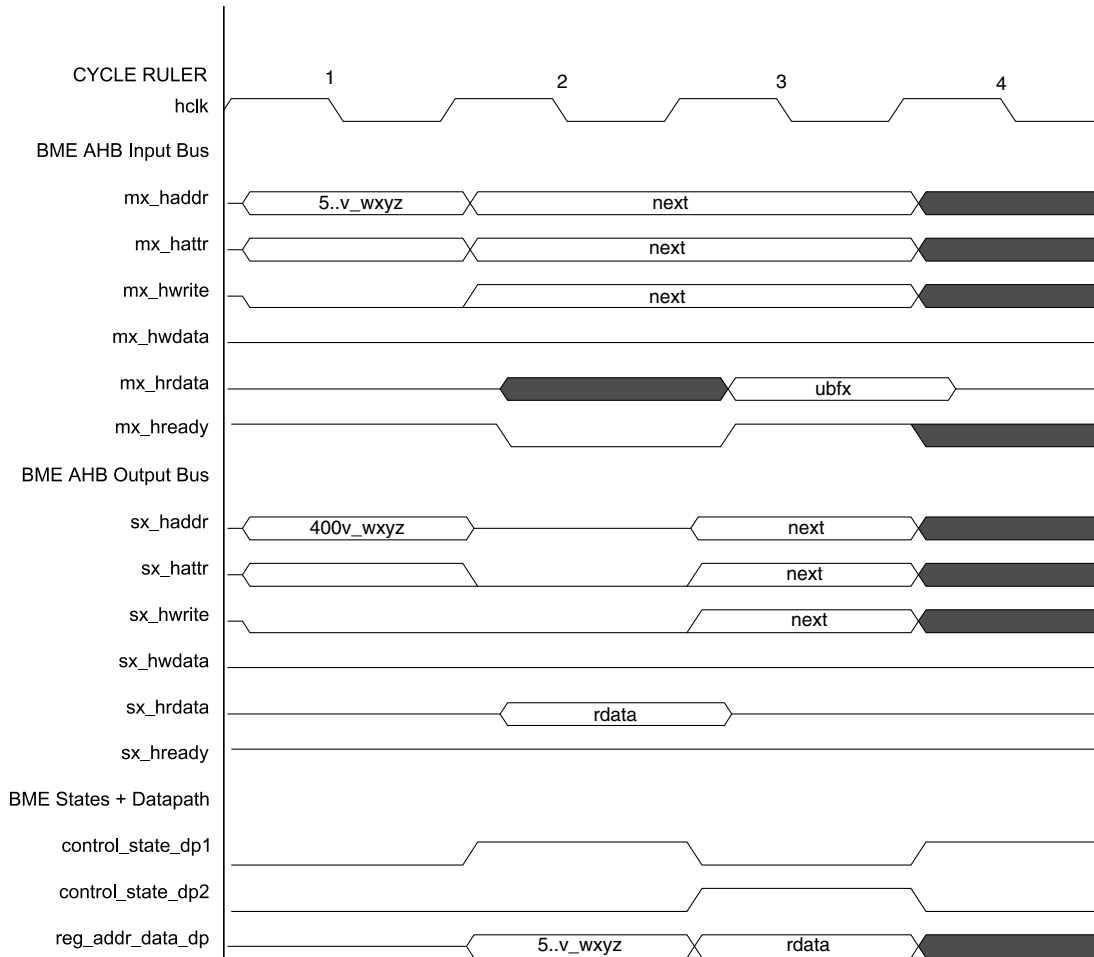 CYCLE RULER 1 2 3 4
hclk
BME AHB Input Bus
mx_haddr 5..v_wxyz next
mx_hattr next
mx_hwrite next
mx_hwdata
mx_hrdata ubfx
mx_hready
BME AHB Output Bus
sx_haddr 400v_wxyz next
sx_hattr next
sx_hwrite next
sx_hwdata
sx_hrdata rdata
sx_hready
BME States + Datapath
control_state_dp1
control_state_dp2
reg_addr_data_dp 5..v_wxyz rdata